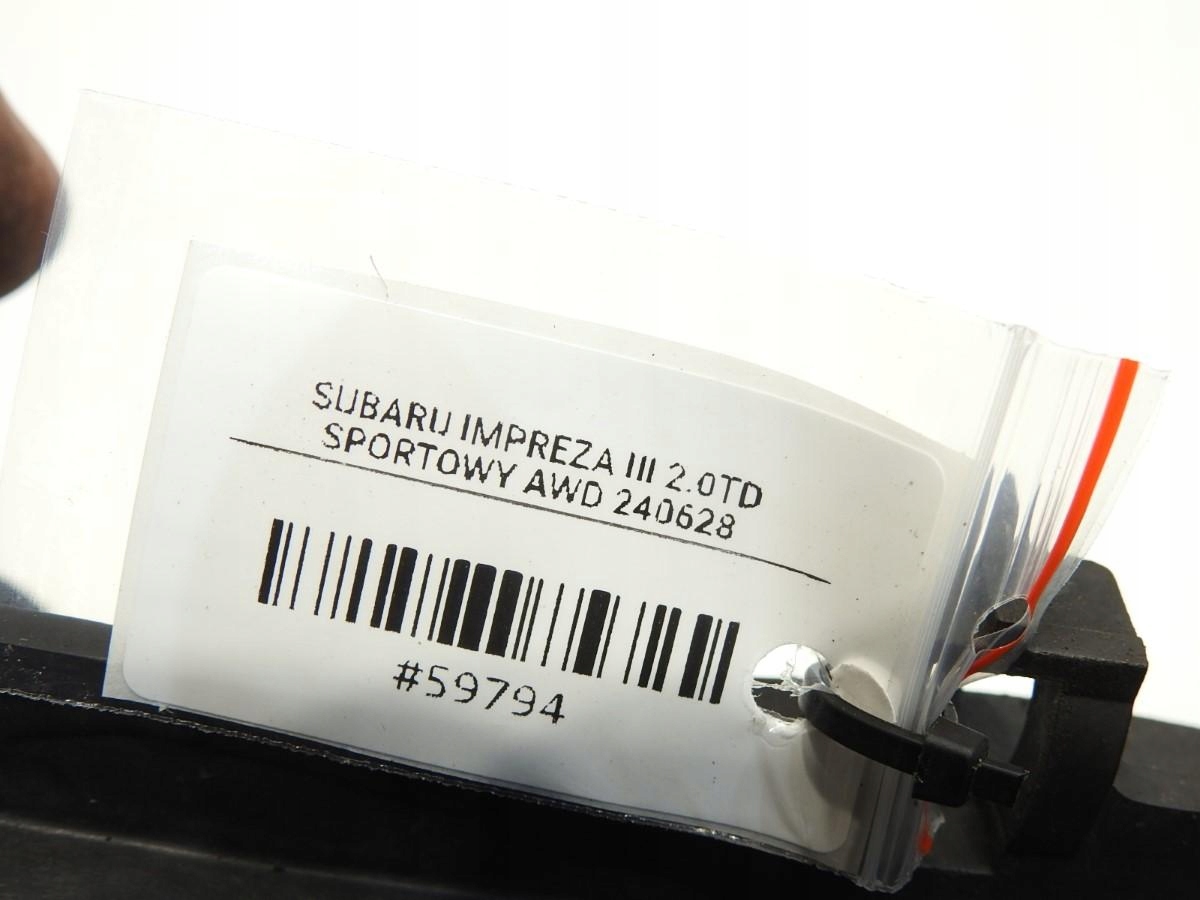 SUBARU IMPREZA III 2.0TD
SPORTOWY AWD 240628
#59794